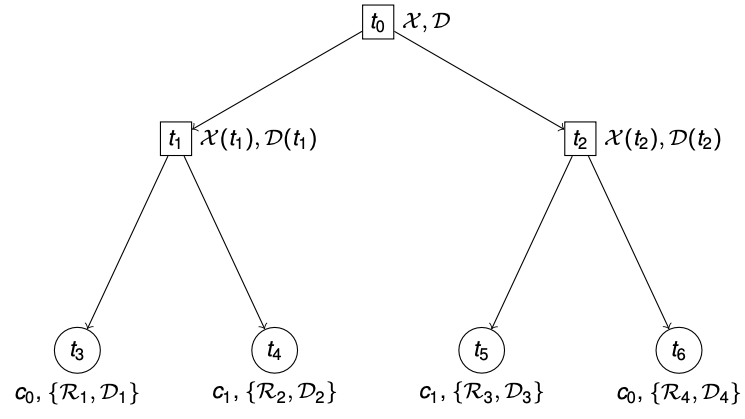 t₀ 𝒳, 𝒟
t₁ 𝒳(t₁), 𝒟(t₁) t₂ 𝒳(t₂), 𝒟(t₂)
t₃ t₄ t₅ t₆
c₀, {ℛ₁, 𝒟₁} c₁, {ℛ₂, 𝒟₂} c₁, {ℛ₃, 𝒟₃} c₀, {ℛ₄, 𝒟₄}